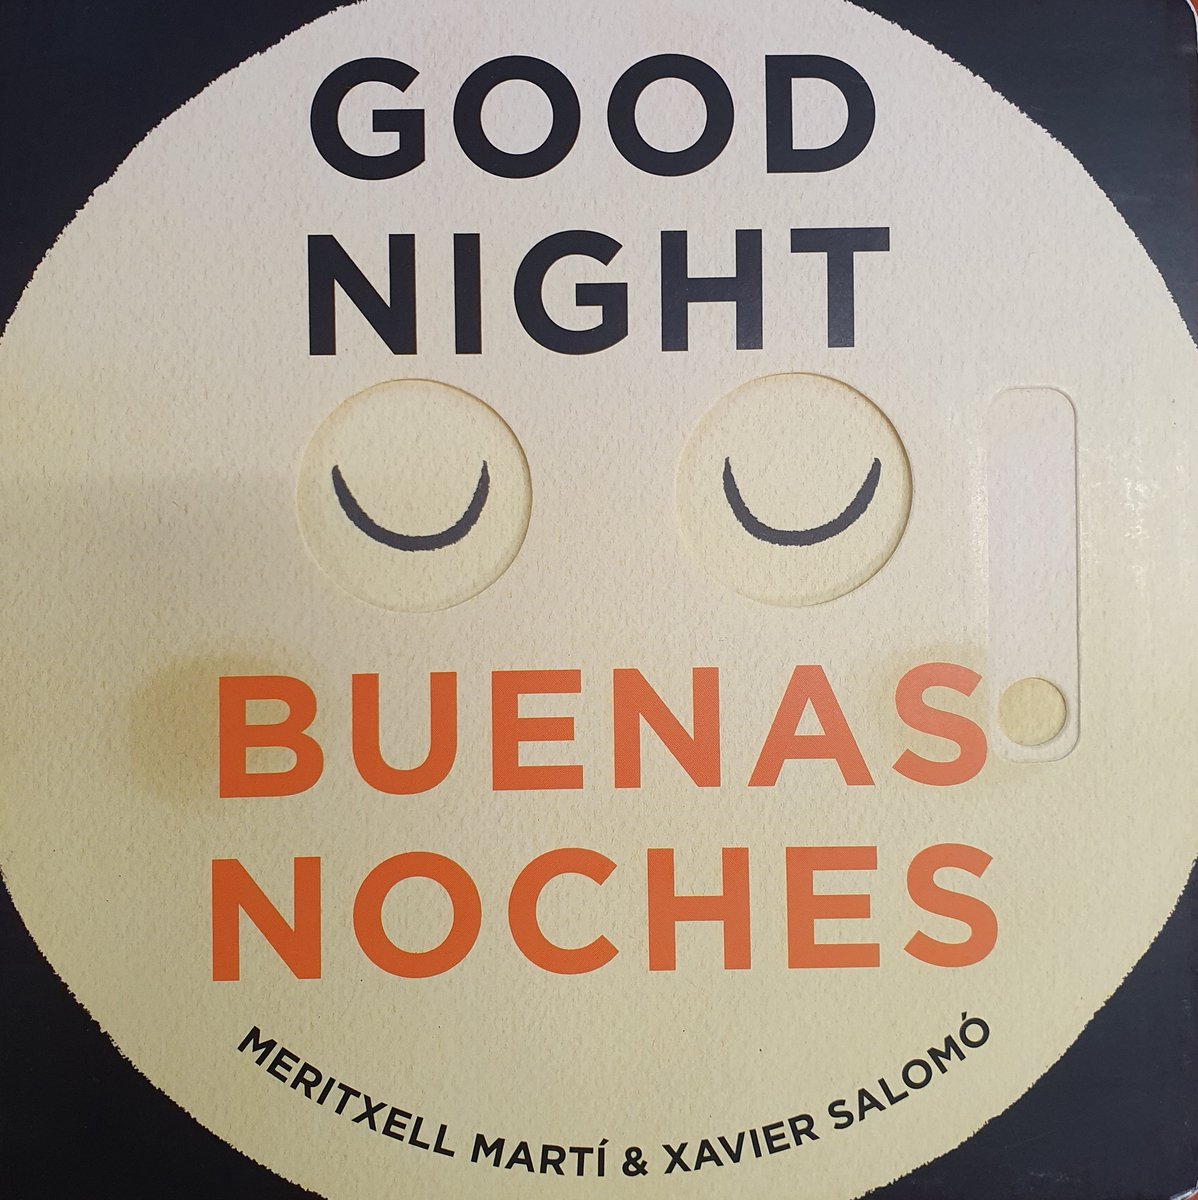 GOOD
NIGHT
BUENAS
NOCHES
MERITXELL MARTÍ & XAVIER SALOMÓ